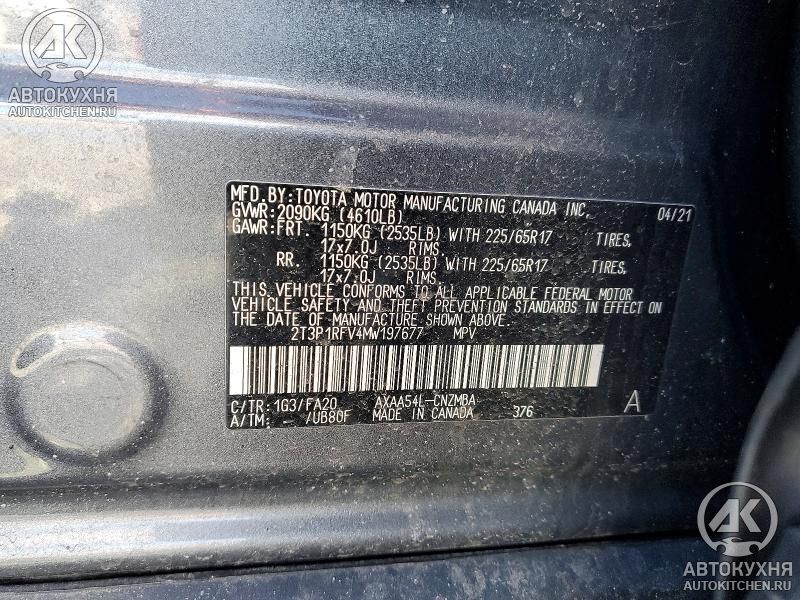 АК
АВТОКУХНЯ
AUTOKITCHEN.RU
MFD.BY:TOYOTA MOTOR MANUFACTURING CANADA INC. 04/21
GVWR:2090KG (4610LB)
GAWR:FRT. 1150KG (2535LB) WITH 225/65R17 TIRES,
17x7.0J RIMS,
RR. 1150KG (2535LB) WITH 225/65R17 TIRES,
17x7.0J RIMS
THIS VEHICLE CONFORMS TO ALL APPLICABLE FEDERAL MOTOR
VEHICLE SAFETY AND THEFT PREVENTION STANDARDS IN EFFECT ON
THE DATE OF MANUFACTURE SHOWN ABOVE.
2T3P1RFV4MW197677 MPV
C/TR: 1G3/FA20 AXAA54L-CNZMBA
A/TM: -/UB80F MADE IN CANADA 376 A
АК
АВТОКУХНЯ
AUTOKITCHEN.RU